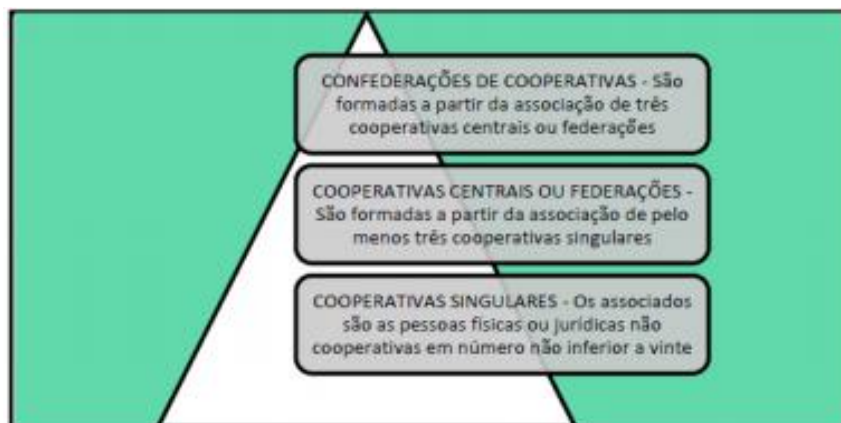 CONFEDERAÇÕES DE COOPERATIVAS - São
formadas a partir da associação de três
cooperativas centrais ou federações
COOPERATIVAS CENTRAIS OU FEDERAÇÕES -
São formadas a partir da associação de pelo
menos três cooperativas singulares
COOPERATIVAS SINGULARES - Os associados
são as pessoas físicas ou jurídicas não
cooperativas em número não inferior a vinte